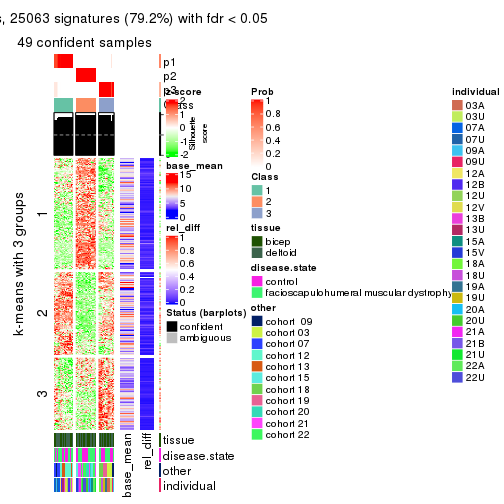 s, 25063 signatures (79.2%) with fdr < 0.05
49 confident samples
p1
p2
p3
Class
Silhouette
score
k-means with 3 groups
1
2
3
tissue
disease.state
other
individual
base_mean
rel_diff
z-score
2
1
0
-1
-2
base_mean
15
10
5
0
rel_diff
1
0.8
0.6
0.4
0.2
0
Status (barplots)
confident
ambiguous
Prob
1
0.8
0.6
0.4
0.2
0
Class
1
2
3
tissue
bicep
deltoid
disease.state
control
facioscapulohumeral muscular dystrophy
other
cohort 09
cohort 03
cohort 07
cohort 12
cohort 13
cohort 15
cohort 18
cohort 19
cohort 20
cohort 21
cohort 22
individual
03A
03U
07A
07U
09A
09U
12A
12B
12U
12V
13B
13U
15A
15V
18A
18U
19A
19U
20A
20U
21A
21B
21U
22A
22U